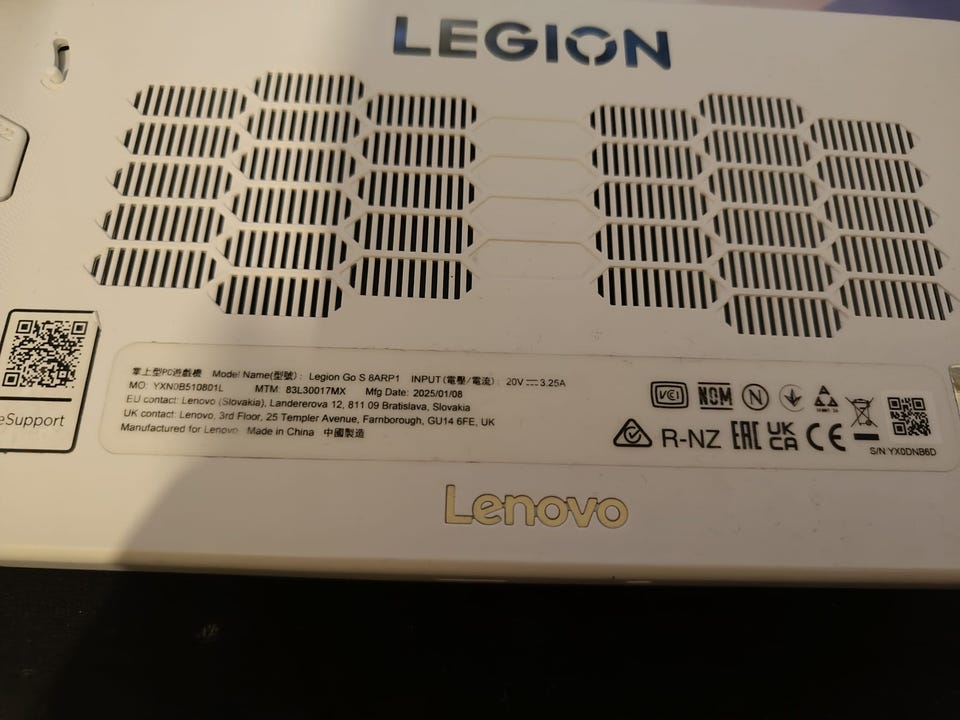 LEGION
掌上型PC遊戲機 Model Name(型號): Legion Go S 8ARP1 INPUT(電壓/電流): 20V⎓3.25A
MO: YXN0B510801L MTM: 83L30017MX Mfg Date: 2025/01/08
EU contact: Lenovo (Slovakia), Landererova 12, 811 09 Bratislava, Slovakia
UK contact: Lenovo, 3rd Floor, 25 Templer Avenue, Farnborough, GU14 6FE, UK
Manufactured for Lenovo Made in China 中國製造
VCI NOM N
R-NZ EAC UKCA CE
S/N YX0DNB6D
eSupport
Lenovo